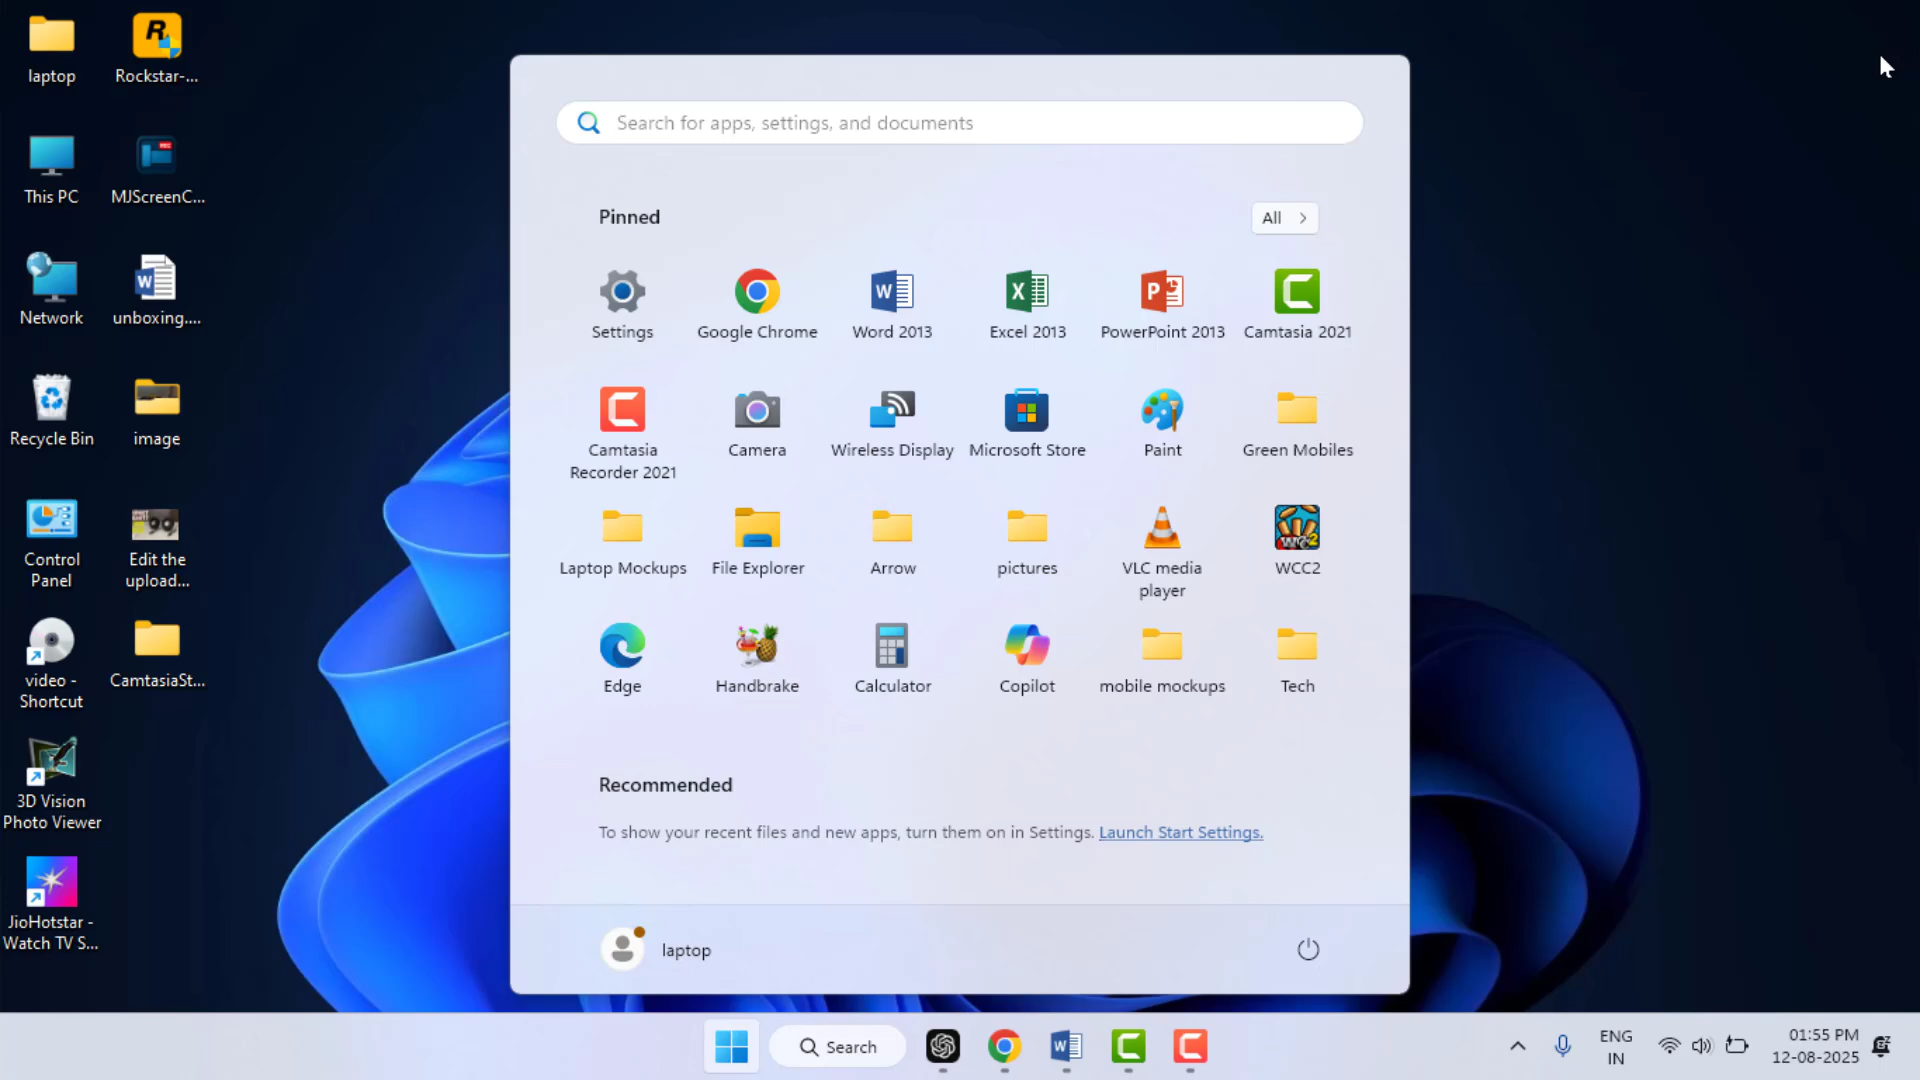 laptop
Rockstar-...
This PC
MJScreenC...
Network
unboxing....
Recycle Bin
image
Control
Panel
Edit the
upload...
video -
Shortcut
CamtasiaSt...
3D Vision
Photo Viewer
JioHotstar -
Watch TV S...
Search for apps, settings, and documents
Pinned
All
Settings
Google Chrome
Word 2013
Excel 2013
PowerPoint 2013
Camtasia 2021
Camtasia
Recorder 2021
Camera
Wireless Display
Microsoft Store
Paint
Green Mobiles
Laptop Mockups
File Explorer
Arrow
pictures
VLC media
player
WCC2
Edge
Handbrake
Calculator
Copilot
mobile mockups
Tech
Recommended
To show your recent files and new apps, turn them on in Settings. Launch Start Settings.
laptop
Search
ENG
IN
01:55 PM
12-08-2025